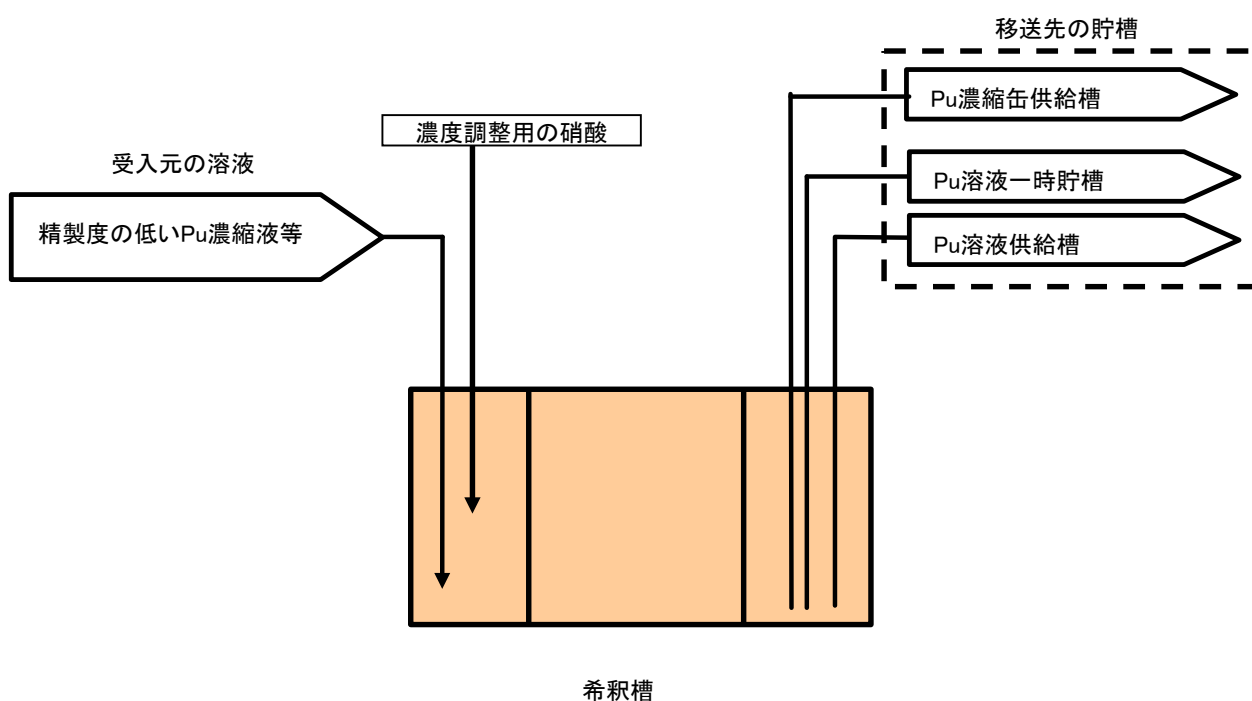 移送先の貯槽
Pu濃縮缶供給槽
濃度調整用の硝酸
受入元の溶液
Pu溶液一時貯槽
精製度の低いPu濃縮液等
Pu溶液供給槽
希釈槽